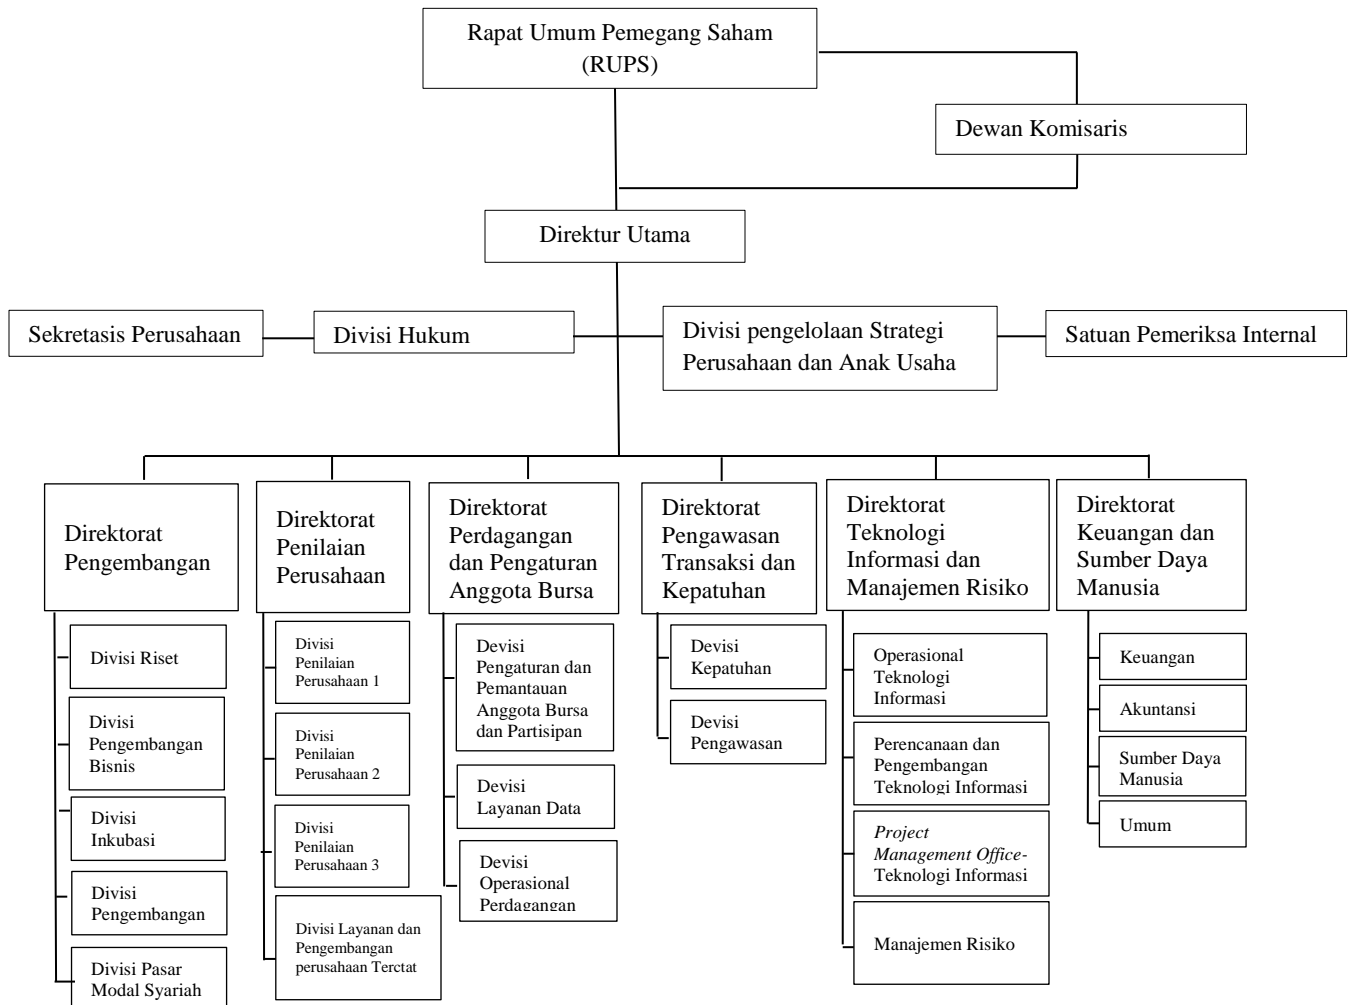 Rapat Umum Pemegang Saham
(RUPS)
Dewan Komisaris
Direktur Utama
Sekretasis Perusahaan
Divisi Hukum
Divisi pengelolaan Strategi
Perusahaan dan Anak Usaha
Satuan Pemeriksa Internal
Direktorat
Pengembangan
Direktorat
Penilaian
Perusahaan
Direktorat
Perdagangan
dan Pengaturan
Anggota Bursa
Direktorat
Pengawasan
Transaksi dan
Kepatuhan
Direktorat
Teknologi
Informasi dan
Manajemen Risiko
Direktorat
Keuangan dan
Sumber Daya
Manusia
Divisi Riset
Divisi
Pengembangan
Bisnis
Divisi
Inkubasi
Divisi
Pengembangan
Divisi Pasar
Modal Syariah
Divisi
Penilaian
Perusahaan 1
Divisi
Penilaian
Perusahaan 2
Divisi
Penilaian
Perusahaan 3
Divisi Layanan dan
Pengembangan
perusahaan Terctat
Devisi
Pengaturan dan
Pemantauan
Anggota Bursa
dan Partisipan
Devisi
Layanan Data
Devisi
Operasional
Perdagangan
Devisi
Kepatuhan
Devisi
Pengawasan
Operasional
Teknologi
Informasi
Perencanaan dan
Pengembangan
Teknologi Informasi
Project
Management Office-
Teknologi Informasi
Manajemen Risiko
Keuangan
Akuntansi
Sumber Daya
Manusia
Umum